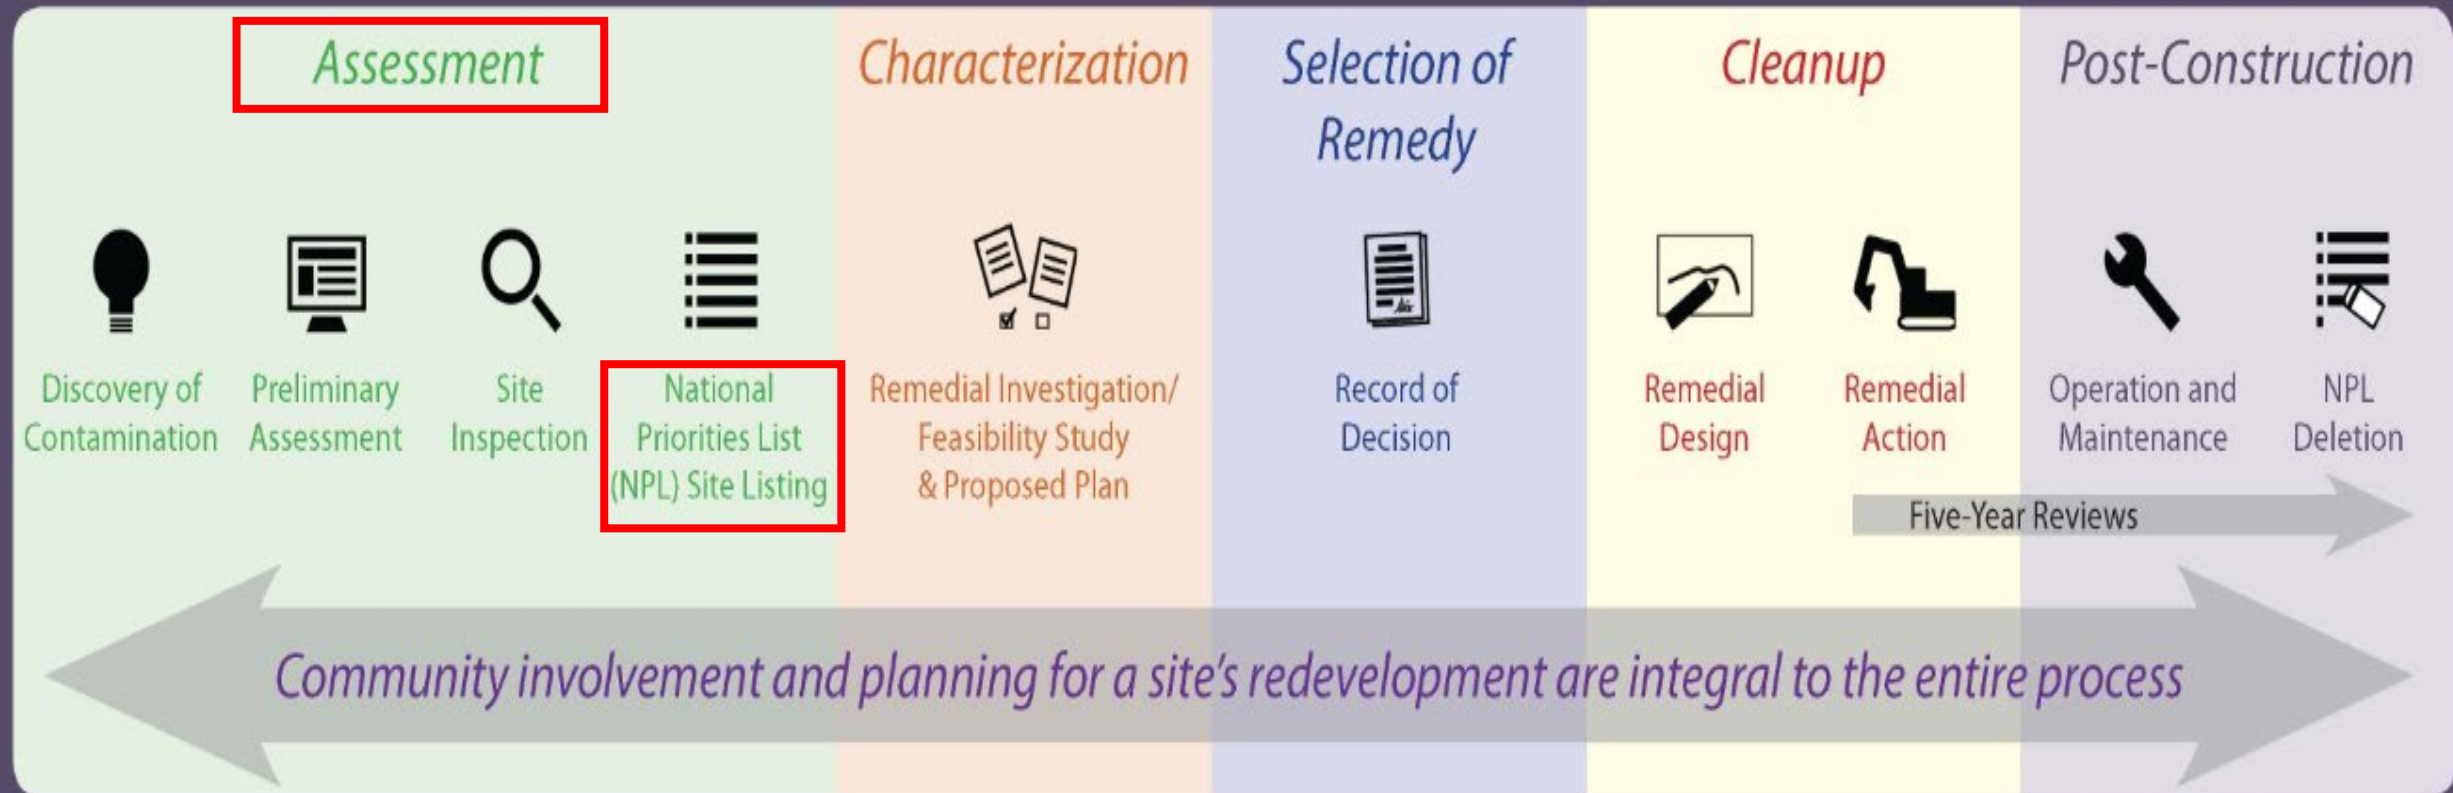 Assessment
Characterization
Selection of
Remedy
Cleanup
Post-Construction
Discovery of
Contamination
Preliminary
Assessment
Site
Inspection
National
Priorities List
(NPL) Site Listing
Remedial Investigation/
Feasibility Study
& Proposed Plan
Record of
Decision
Remedial
Design
Remedial
Action
Operation and
Maintenance
NPL
Deletion
Five-Year Reviews
Community involvement and planning for a site's redevelopment are integral to the entire process